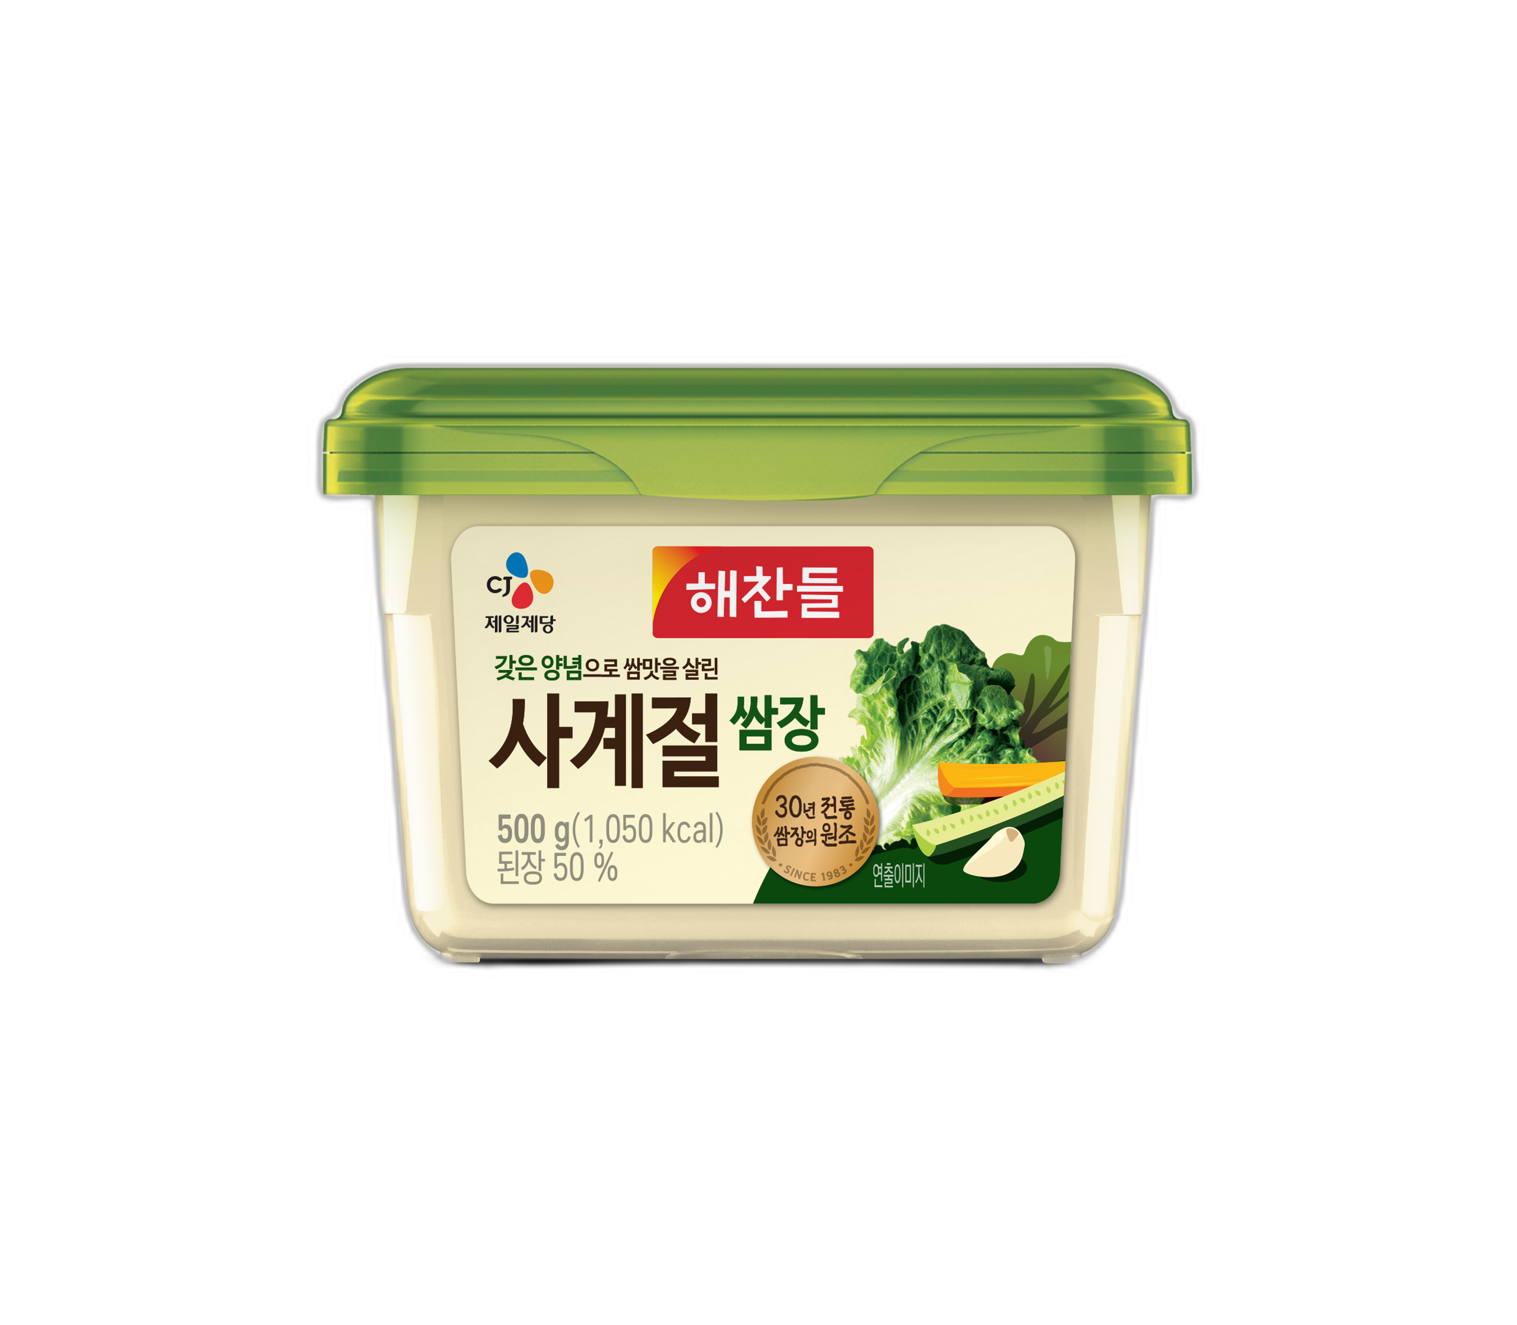 CJ
제일제당
해찬들
갖은 양념으로 쌈맛을 살린
사계절 쌈장
500 g(1,050 kcal)
된장 50 %
30년 전통
쌈장의 원조
·SINCE 1983·
연출이미지